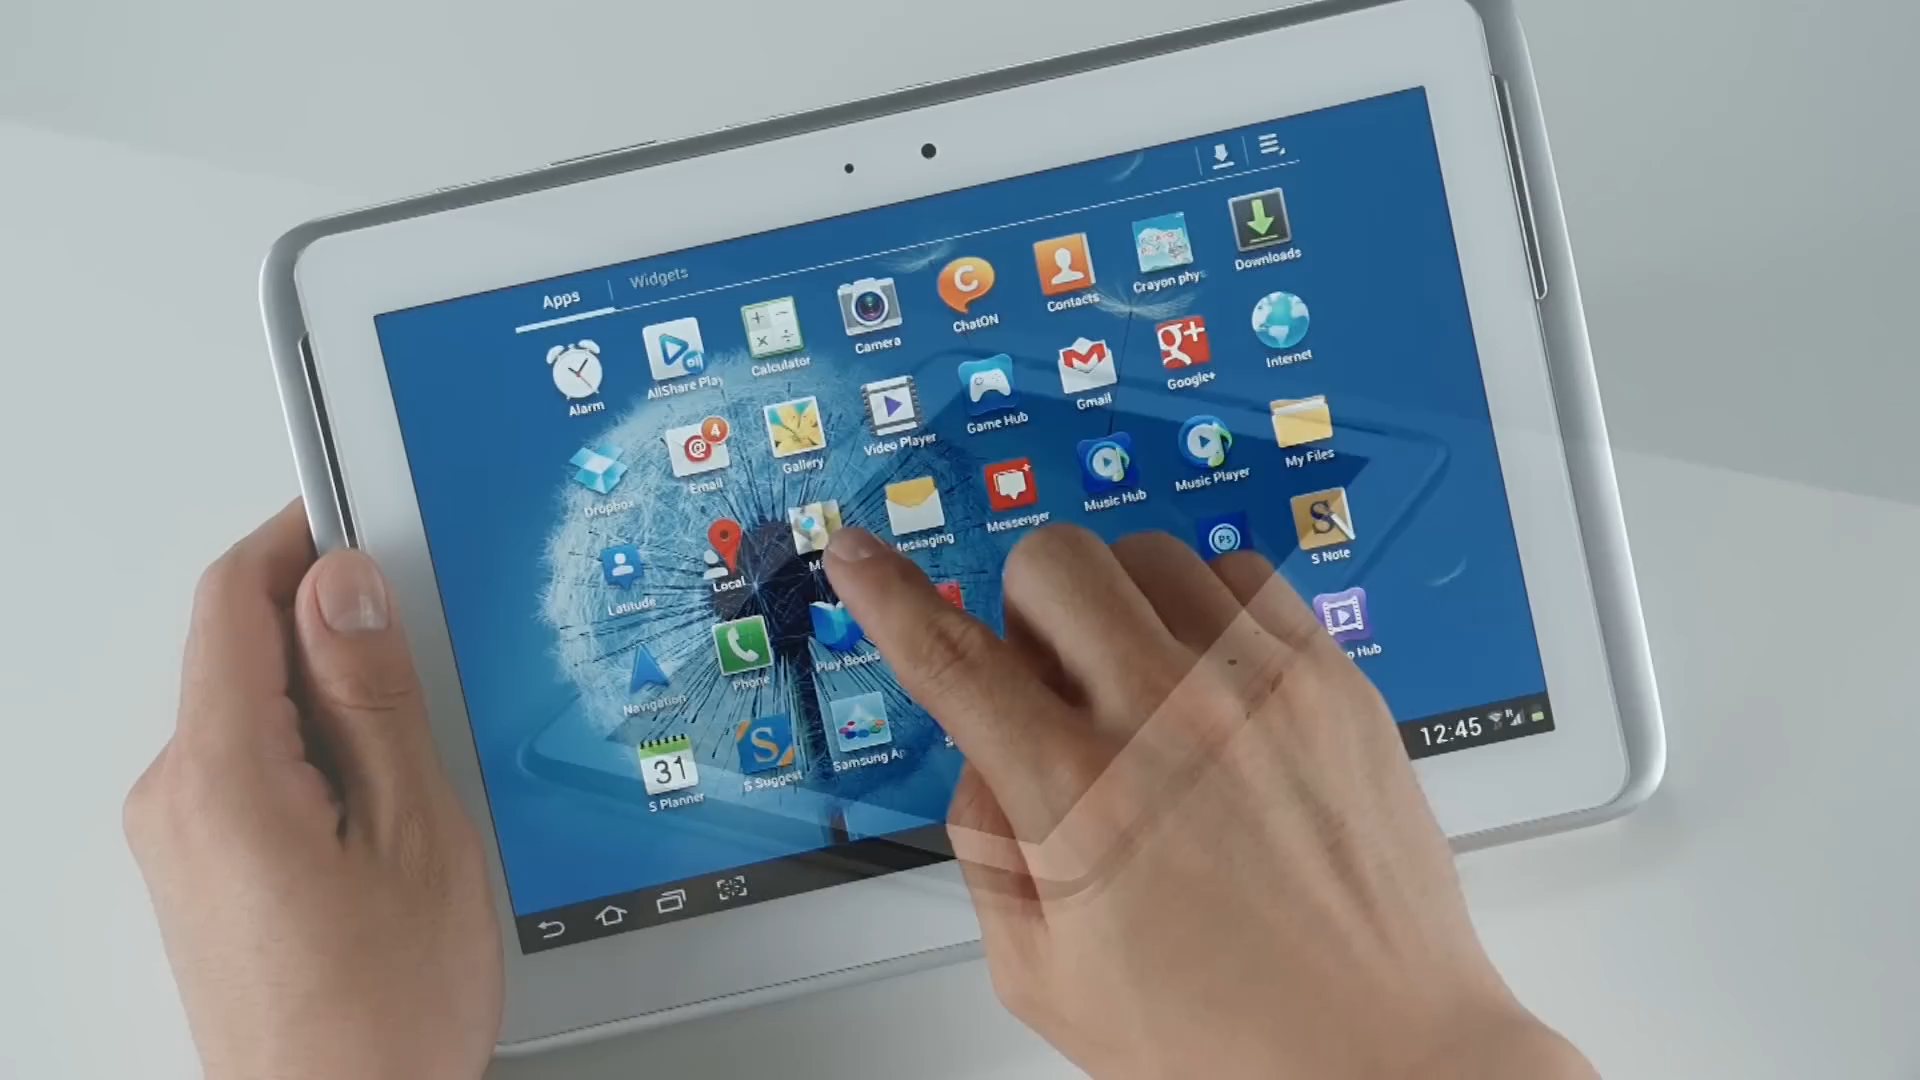 Apps
Widgets
Alarm
AllShare Play
Calculator
Camera
ChatON
Contacts
Crayon phy
Downloads
Dropbox
@ 4
Email
Gallery
Video Player
Game Hub
Gmail
g+
Google+
Internet
Latitude
Local
Messaging
Messenger
Music Hub
Music Player
My Files
Navigation
Phone
Play Books
Ps
S Note
31
S Planner
S Suggest
Samsung Ap
Hub
12:45